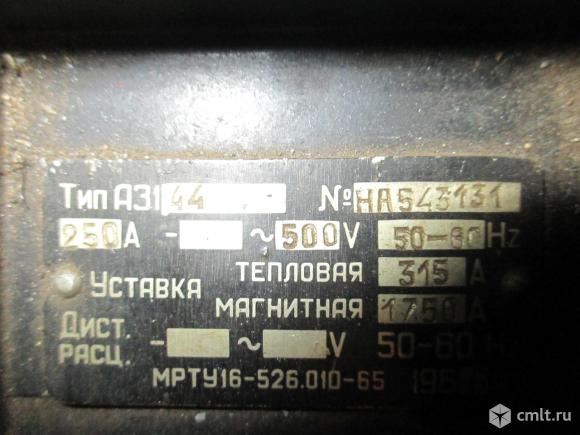 Тип А3144 №НА543131
250А - ~500V 50-60Hz
ТЕПЛОВАЯ 315 А
УСТАВКА
МАГНИТНАЯ 1750 А
ДИСТ. РАСЦ. - ~ V 50-60 H
МРТУ16-526.010-65
cmlt.ru